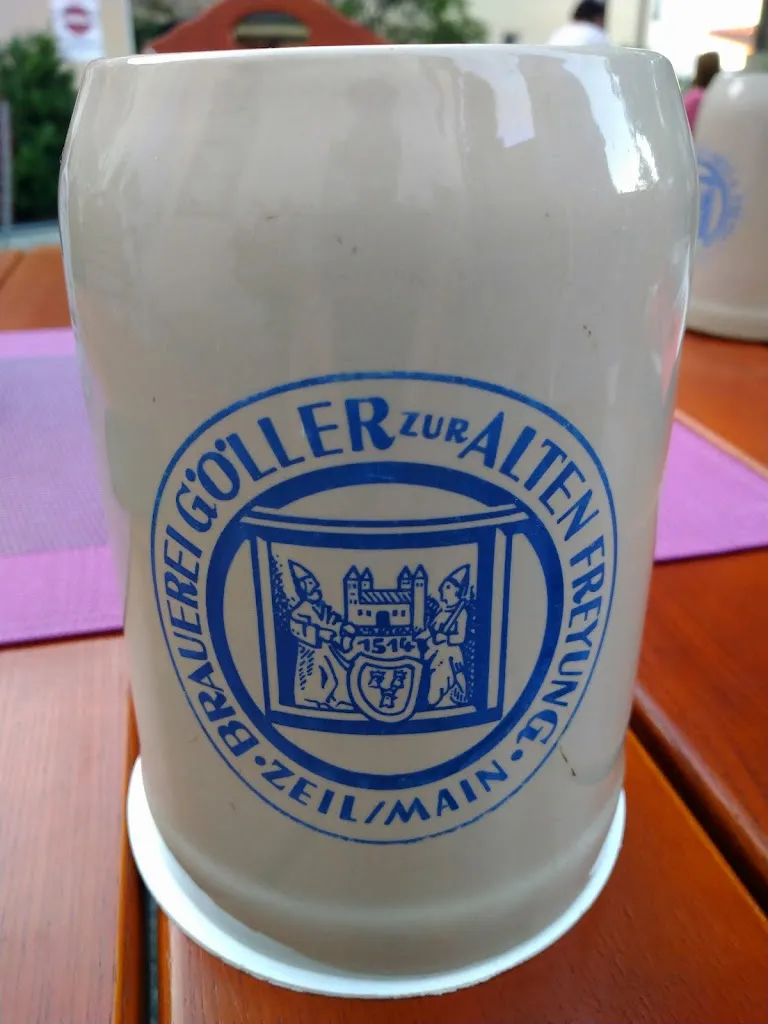 BRAUEREI GÖLLER ZUR ALTEN FREYUNG
· ZEIL/MAIN ·
1514